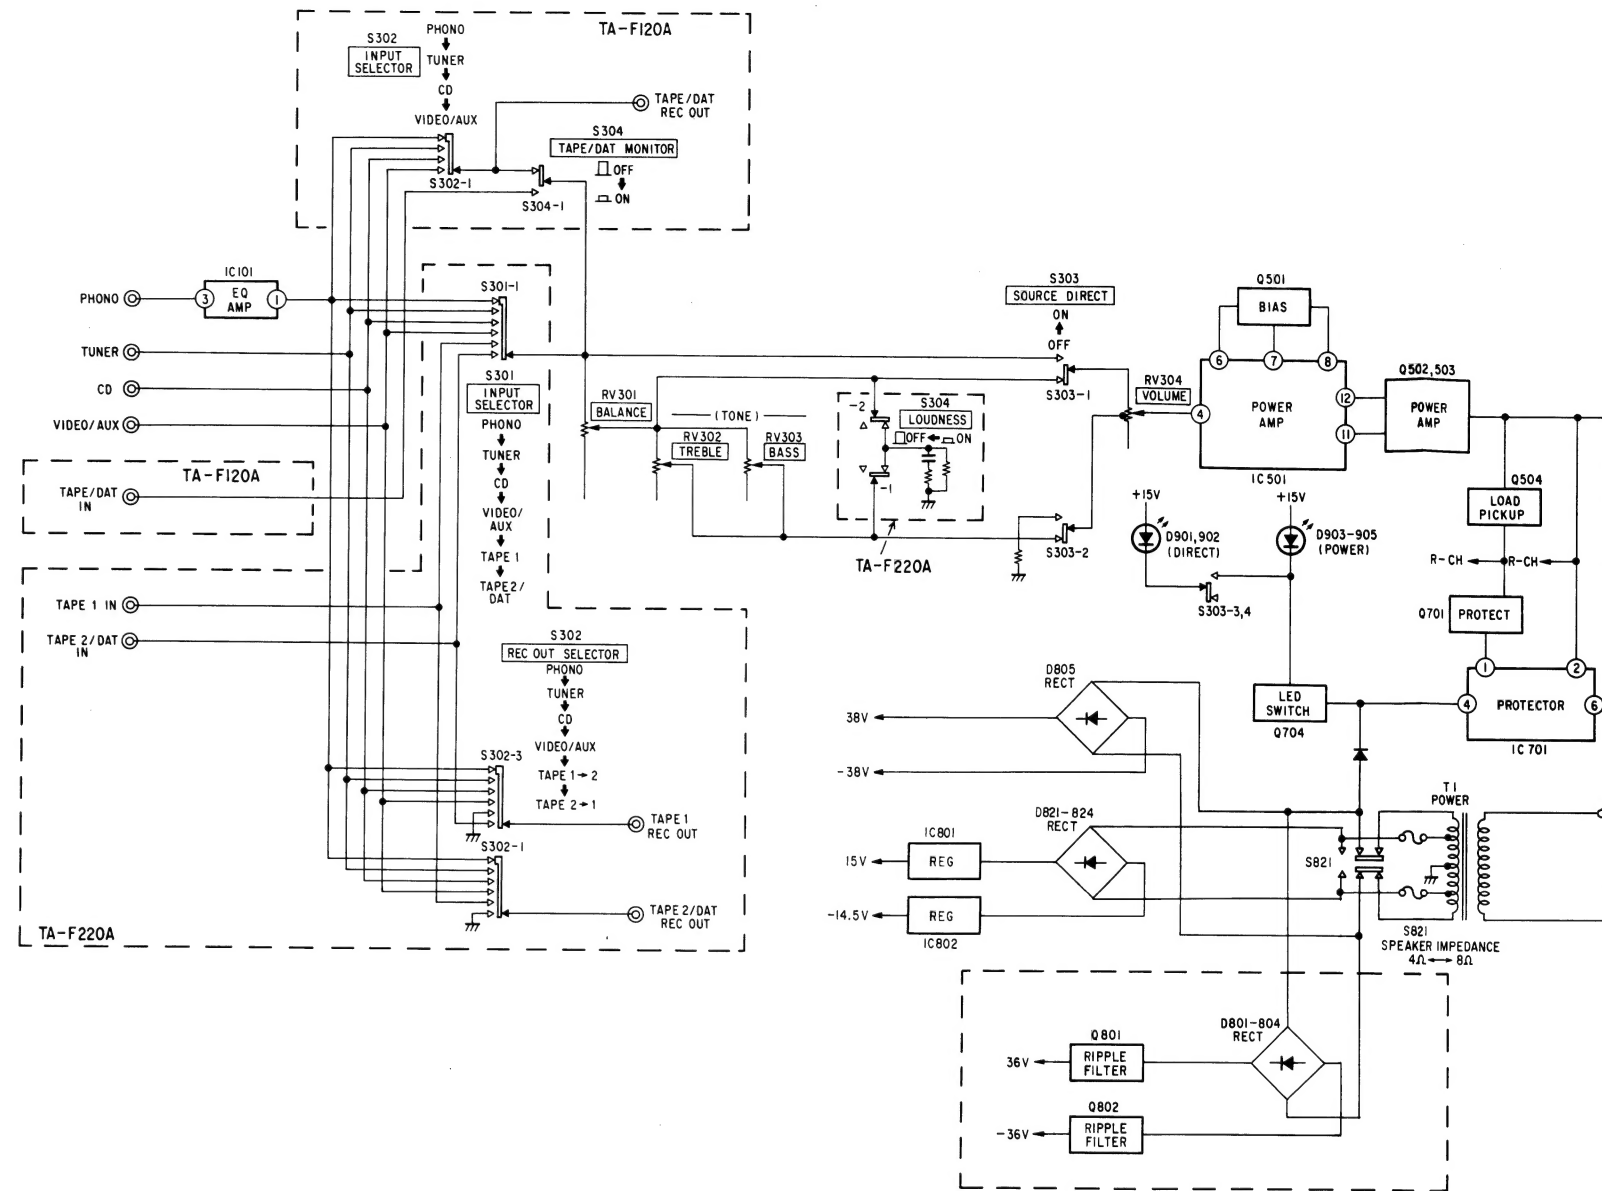 TA-F120A
S302
INPUT
SELECTOR
PHONO
TUNER
CD
VIDEO/AUX
TAPE/DAT
REC OUT
S304
TAPE/DAT MONITOR
OFF
ON
S302-1
S304-1
IC101
EQ
AMP
3
1
PHONO
TUNER
CD
VIDEO/AUX
TA-F120A
TAPE/DAT
IN
TAPE 1 IN
TAPE 2/DAT
IN
S301-1
S301
INPUT
SELECTOR
PHONO
TUNER
CD
VIDEO/
AUX
TAPE 1
TAPE2/
DAT
S302
REC OUT SELECTOR
PHONO
TUNER
CD
VIDEO/AUX
TAPE 1→2
TAPE 2→1
S302-3
TAPE 1
REC OUT
S302-1
TAPE 2/DAT
REC OUT
TA-F220A
RV301
BALANCE
(TONE)
RV302
TREBLE
RV303
BASS
-2
S304
LOUDNESS
OFF ← ON
-1
TA-F220A
S303
SOURCE DIRECT
ON
OFF
S303-1
S303-2
RV304
VOLUME
Q501
BIAS
6
7
8
4
POWER
AMP
12
11
IC501
Q502,503
POWER
AMP
Q504
LOAD
PICKUP
R-CH
R-CH
Q701
PROTECT
1
2
4
PROTECTOR
6
IC701
+15V
D901,902
(DIRECT)
+15V
D903-905
(POWER)
S303-3,4
LED
SWITCH
Q704
D805
RECT
38V
-38V
D821-824
RECT
IC801
15V
REG
-14.5V
REG
IC802
S821
T1
POWER
S821
SPEAKER IMPEDANCE
4Ω ↔ 8Ω
D801-804
RECT
Q801
36V
RIPPLE
FILTER
Q802
-36V
RIPPLE
FILTER